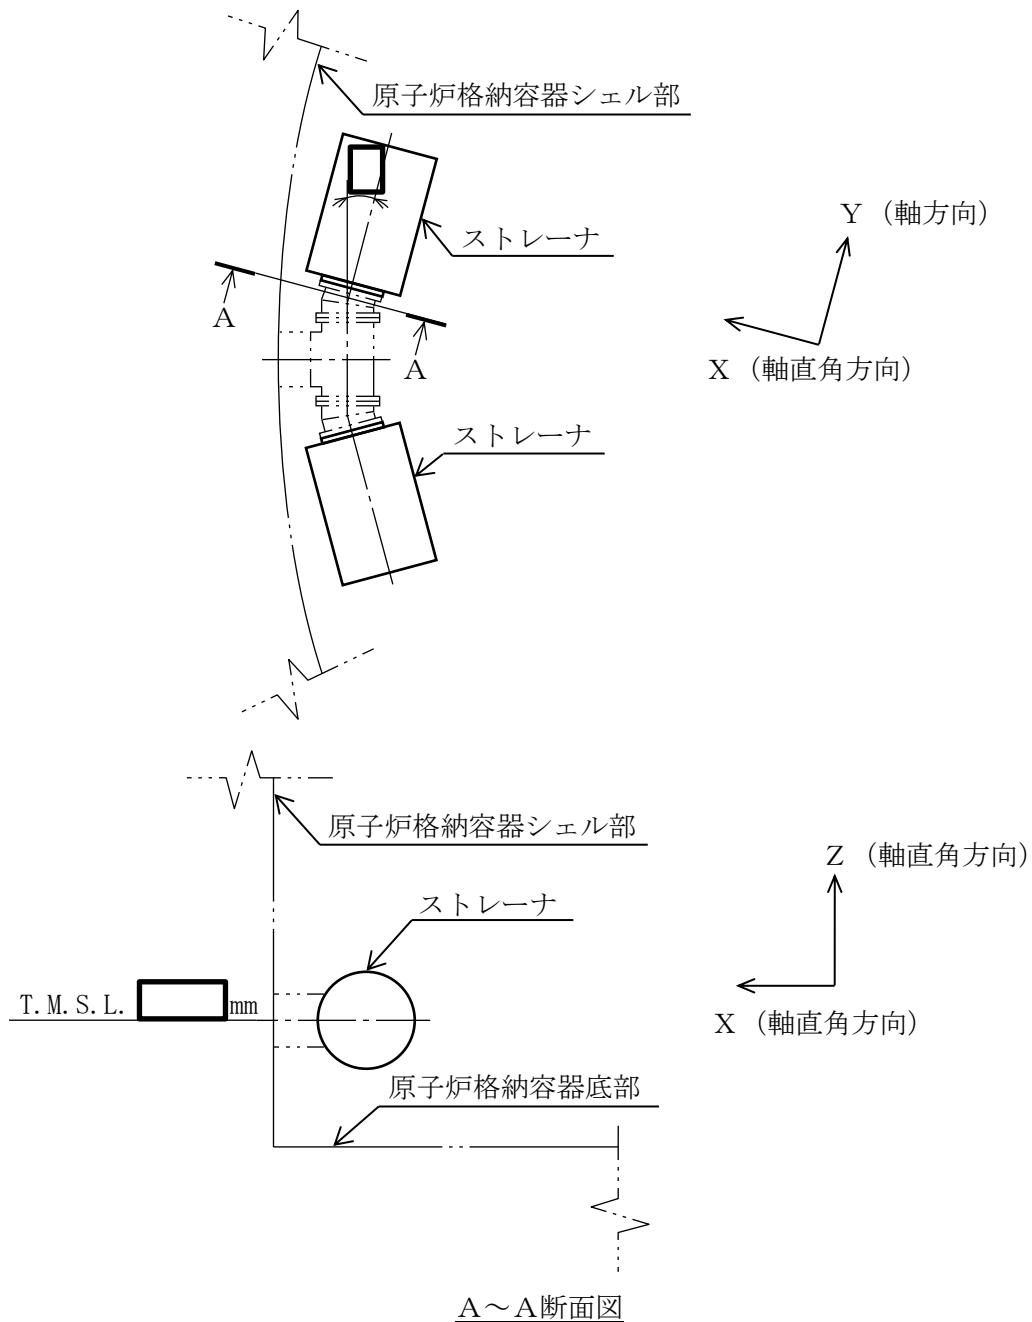 原子炉格納容器シェル部
Y (軸方向)
ストレーナ
A
A
X (軸直角方向)
ストレーナ
原子炉格納容器シェル部
Z (軸直角方向)
ストレーナ
T.M.S.L. mm
X (軸直角方向)
原子炉格納容器底部
A～A断面図